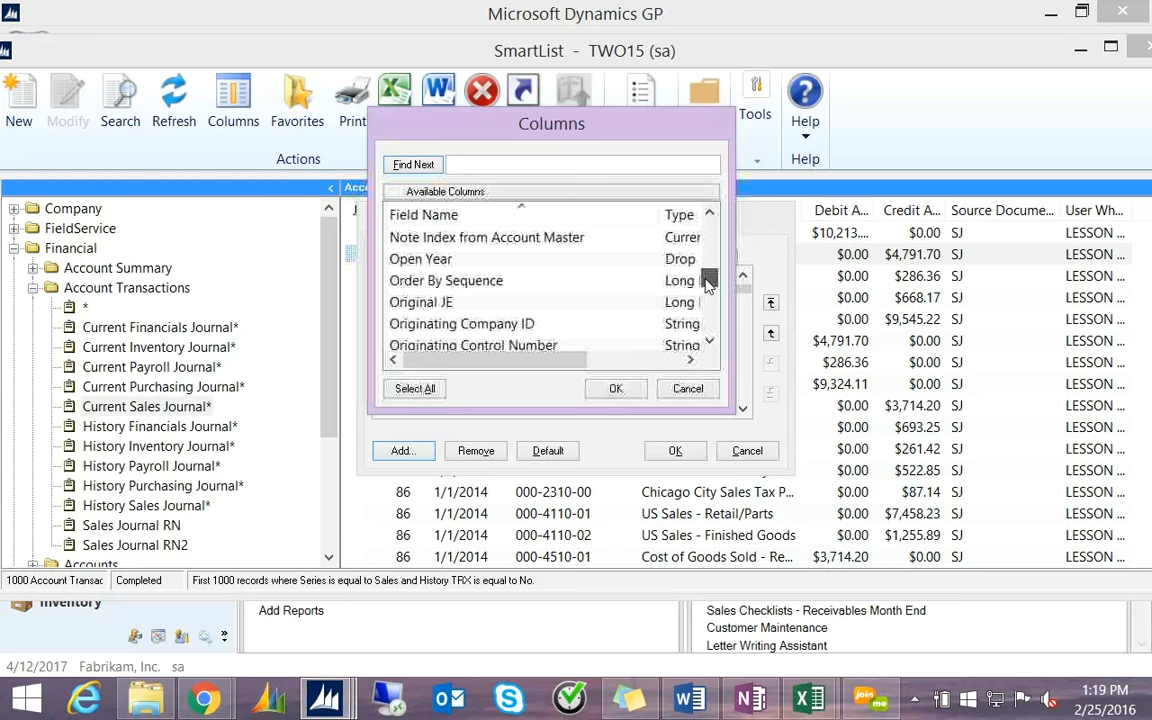 Microsoft Dynamics GP
SmartList - TWO15 (sa)
New Modify Search Refresh Columns Favorites Print Tools Help
Actions Help
Columns
Find Next
Available Columns
Field Name Type
Note Index from Account Master Curren
Open Year Drop
Order By Sequence Long
Original JE Long
Originating Company ID String
Originating Control Number String
Select All OK Cancel
Add... Remove Default OK Cancel
Company
FieldService
Financial
Account Summary
Account Transactions
*
Current Financials Journal*
Current Inventory Journal*
Current Payroll Journal*
Current Purchasing Journal*
Current Sales Journal*
History Financials Journal*
History Inventory Journal*
History Payroll Journal*
History Purchasing Journal*
History Sales Journal*
Sales Journal RN
Sales Journal RN2
Accounts
Debit A... Credit A... Source Docume... User Wh...
$10,213.... $0.00 SJ LESSON ...
$0.00 $4,791.70 SJ LESSON ...
$0.00 $286.36 SJ LESSON ...
$0.00 $668.17 SJ LESSON ...
$0.00 $9,545.22 SJ LESSON ...
$4,791.70 $0.00 SJ LESSON ...
$286.36 $0.00 SJ LESSON ...
$9,324.11 $0.00 SJ LESSON ...
$0.00 $3,714.20 SJ LESSON ...
$0.00 $693.25 SJ LESSON ...
$0.00 $261.42 SJ LESSON ...
$0.00 $522.85 SJ LESSON ...
86 1/1/2014 000-2310-00 Chicago City Sales Tax P... $0.00 $87.14 SJ LESSON ...
86 1/1/2014 000-4110-01 US Sales - Retail/Parts $0.00 $7,458.23 SJ LESSON ...
86 1/1/2014 000-4110-02 US Sales - Finished Goods $0.00 $1,255.89 SJ LESSON ...
86 1/1/2014 000-4510-01 Cost of Goods Sold - Re... $3,714.20 $0.00 SJ LESSON ...
1000 Account Transac Completed First 1000 records where Series is equal to Sales and History TRX is equal to No.
Inventory
Add Reports
Sales Checklists - Receivables Month End
Customer Maintenance
Letter Writing Assistant
4/12/2017 Fabrikam, Inc. sa
join me
1:19 PM
2/25/2016